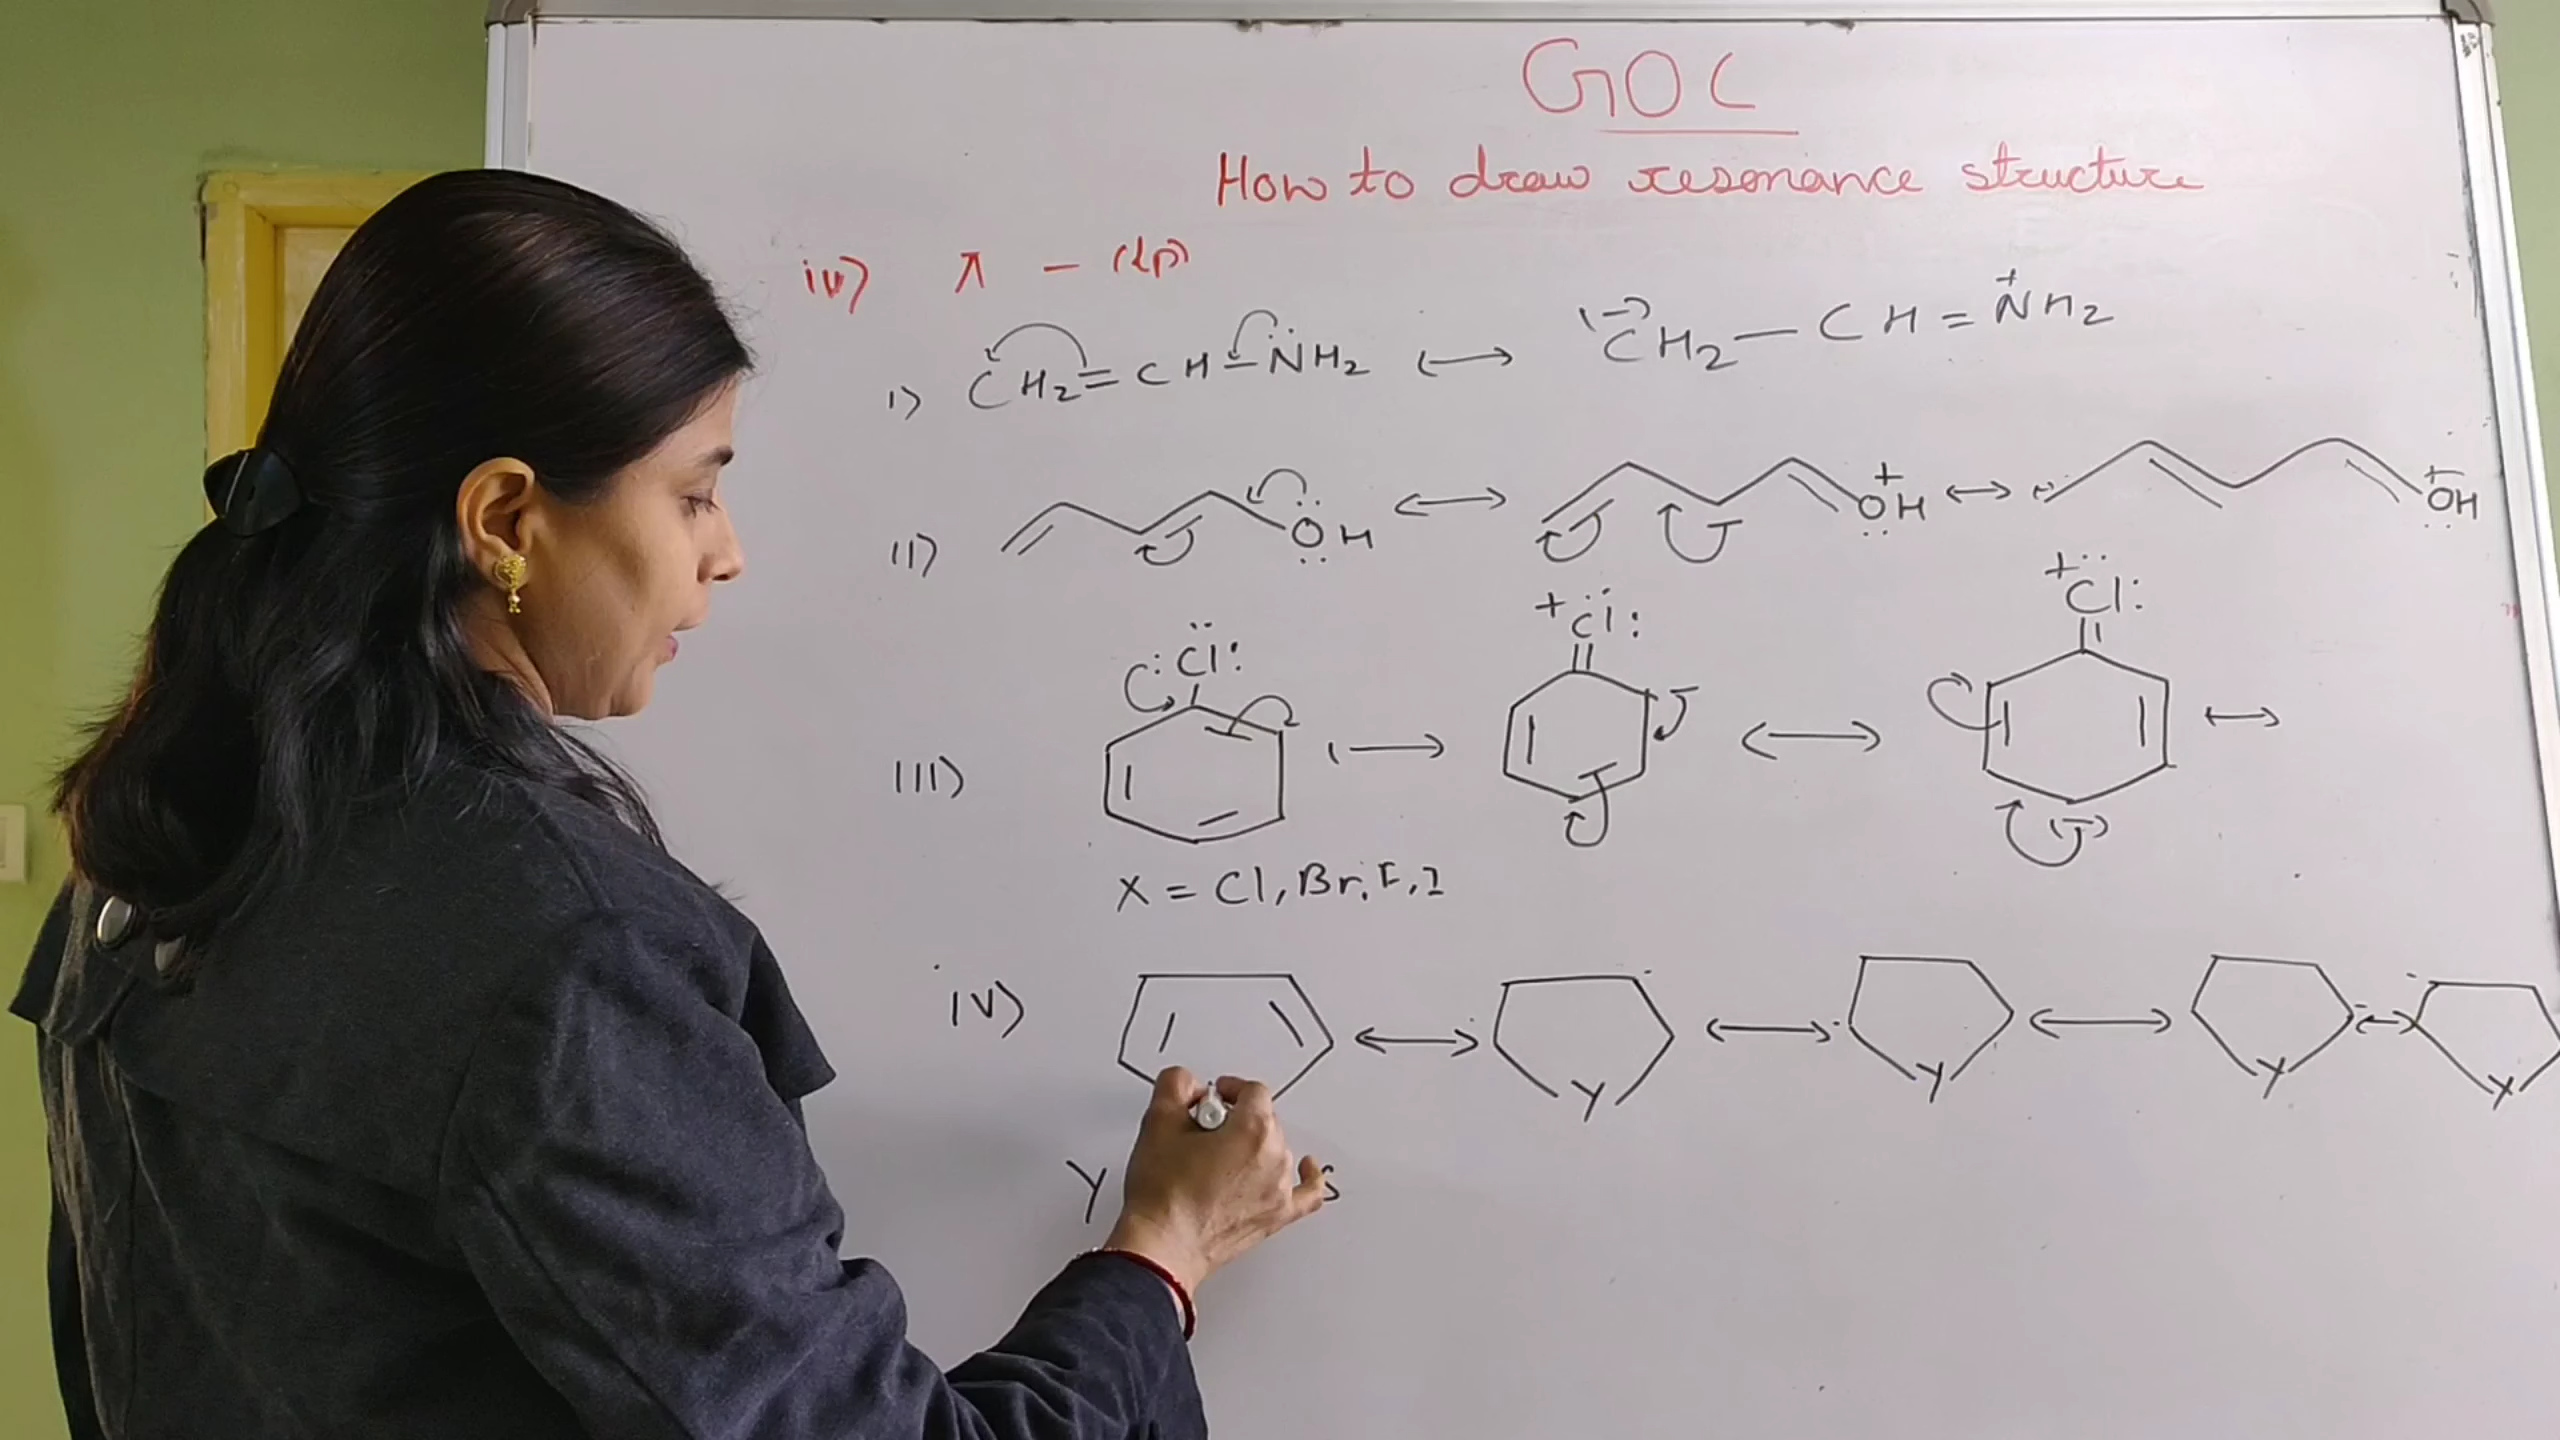 GOC
How to draw resonance structure
iv) π - (lp)
i) CH2 = CH - N̈H2 ⟷ (-) CH2 - CH = +NH2
ii) OH ⟷ + OH ⟷ + OH
iii) :Cl: ⟷ + Cl: ⟷ + Cl: (-) ⟷
X = Cl, Br, F, I
iv) ⟷ Y ⟷ Y ⟷ Y ⟷ Y
Y S